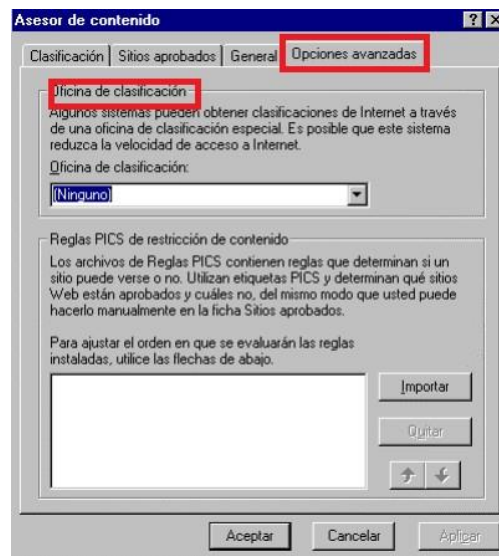 Asesor de contenido
Clasificación Sitios aprobados General Opciones avanzadas
Oficina de clasificación
Algunos sistemas pueden obtener clasificaciones de Internet a través
de una oficina de clasificación especial. Es posible que este sistema
reduzca la velocidad de acceso a Internet.
Oficina de clasificación:
(Ninguno)
Reglas PICS de restricción de contenido
Los archivos de Reglas PICS contienen reglas que determinan si un
sitio puede verse o no. Utilizan etiquetas PICS y determinan qué sitios
Web están aprobados y cuáles no, del mismo modo que usted puede
hacerlo manualmente en la ficha Sitios aprobados.
Para ajustar el orden en que se evaluarán las reglas
instaladas, utilice las flechas de abajo.
Importar
Quitar
Aceptar Cancelar Aplicar